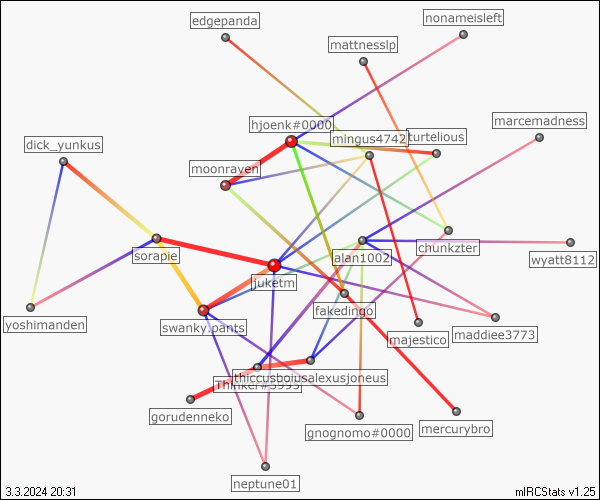 edgepanda
nonameisleft
mattnesslp
hjoenk#0000
marcemadness
mingus4742
turtelious
dick_yunkus
moonraven
sorapie
alan1002
chunkzter
wyatt8112
juketm
fakedingo
yoshimanden
swanky.pants
majestico
maddiee3773
thiccusboiusalexusjoneus
Thinker#5995
gorudenneko
gnognomo#0000
mercurybro
neptune01
3.3.2024 20:31
mIRCStats v1.25